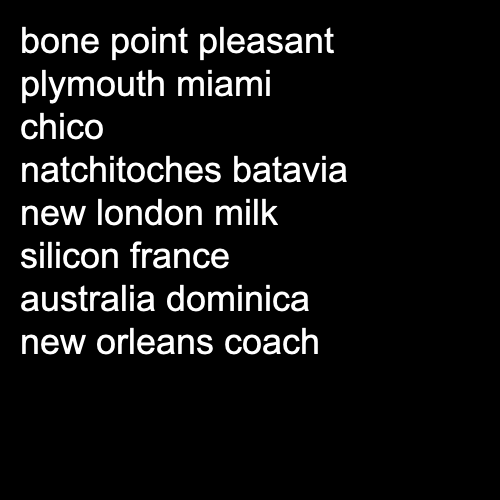 bone point pleasant
plymouth miami
chico
natchitoches batavia
new london milk
silicon france
australia dominica
new orleans coach